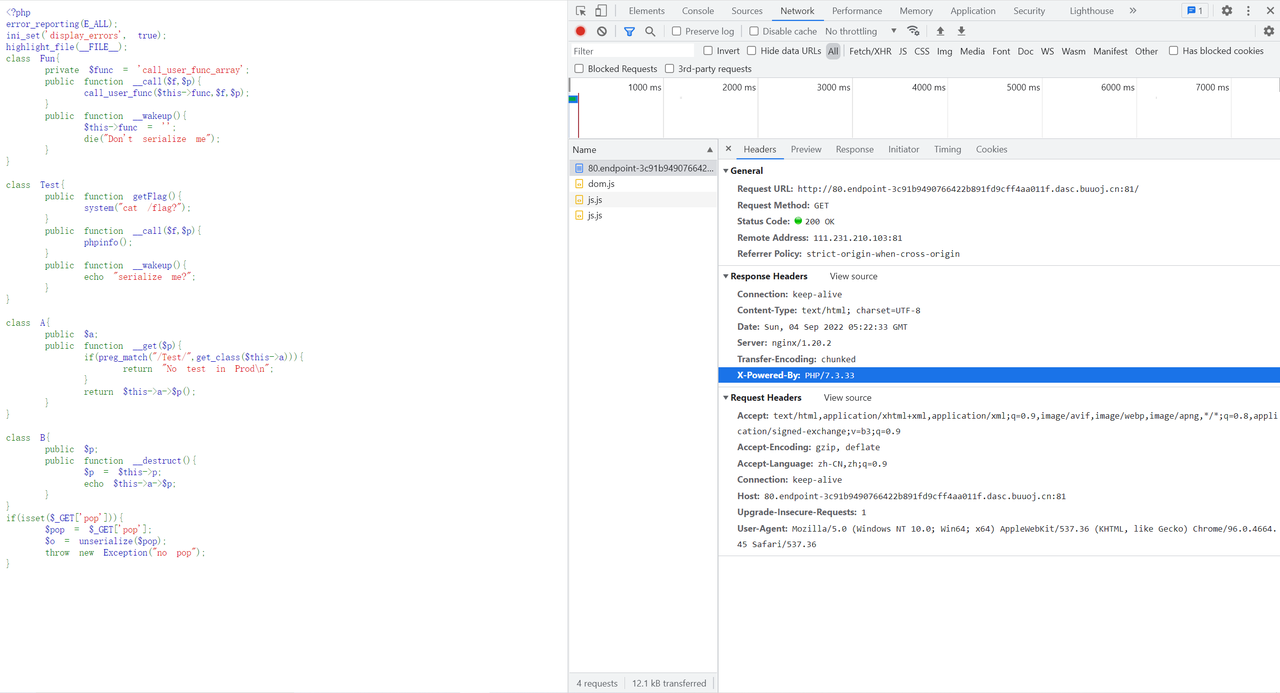 <?php
error_reporting(E_ALL);
ini_set('display_errors', true);
highlight_file(__FILE__);
class Fun{
private $func = 'call_user_func_array';
public function __call($f,$p){
call_user_func($this->func,$f,$p);
}
public function __wakeup(){
$this->func = '';
die("Don't serialize me");
}
}
class Test{
public function getFlag(){
system("cat /flag?");
}
public function __call($f,$p){
phpinfo();
}
public function __wakeup(){
echo "serialize me?";
}
}
class A{
public $a;
public function __get($p){
if(preg_match("/Test/",get_class($this->a))){
return "No test in Prod\n";
}
return $this->a->$p();
}
}
class B{
public $p;
public function __destruct(){
$p = $this->p;
echo $this->a->$p;
}
}
if(isset($_GET['pop'])){
$pop = $_GET['pop'];
$o = unserialize($pop);
throw new Exception("no pop");
}
Elements Console Sources Network Performance Memory Application Security Lighthouse » 1
Preserve log Disable cache No throttling ▼
Filter Invert Hide data URLs All Fetch/XHR JS CSS Img Media Font Doc WS Wasm Manifest Other Has blocked cookies
Blocked Requests 3rd-party requests
1000 ms 2000 ms 3000 ms 4000 ms 5000 ms 6000 ms 7000 ms
Name ▲
80.endpoint-3c91b9490766642...
dom.js
js.js
js.js
4 requests 12.1 kB transferred
× Headers Preview Response Initiator Timing Cookies
▼ General
Request URL: http://80.endpoint-3c91b9490766422b891fd9cff4aa011f.dasc.buuoj.cn:81/
Request Method: GET
Status Code: 200 OK
Remote Address: 111.231.210.103:81
Referrer Policy: strict-origin-when-cross-origin
▼ Response Headers View source
Connection: keep-alive
Content-Type: text/html; charset=UTF-8
Date: Sun, 04 Sep 2022 05:22:33 GMT
Server: nginx/1.20.2
Transfer-Encoding: chunked
X-Powered-By: PHP/7.3.33
▼ Request Headers View source
Accept: text/html,application/xhtml+xml,application/xml;q=0.9,image/avif,image/webp,image/apng,*/*;q=0.8,appli
cation/signed-exchange;v=b3;q=0.9
Accept-Encoding: gzip, deflate
Accept-Language: zh-CN,zh;q=0.9
Connection: keep-alive
Host: 80.endpoint-3c91b9490766422b891fd9cff4aa011f.dasc.buuoj.cn:81
Upgrade-Insecure-Requests: 1
User-Agent: Mozilla/5.0 (Windows NT 10.0; Win64; x64) AppleWebKit/537.36 (KHTML, like Gecko) Chrome/96.0.4664.
45 Safari/537.36